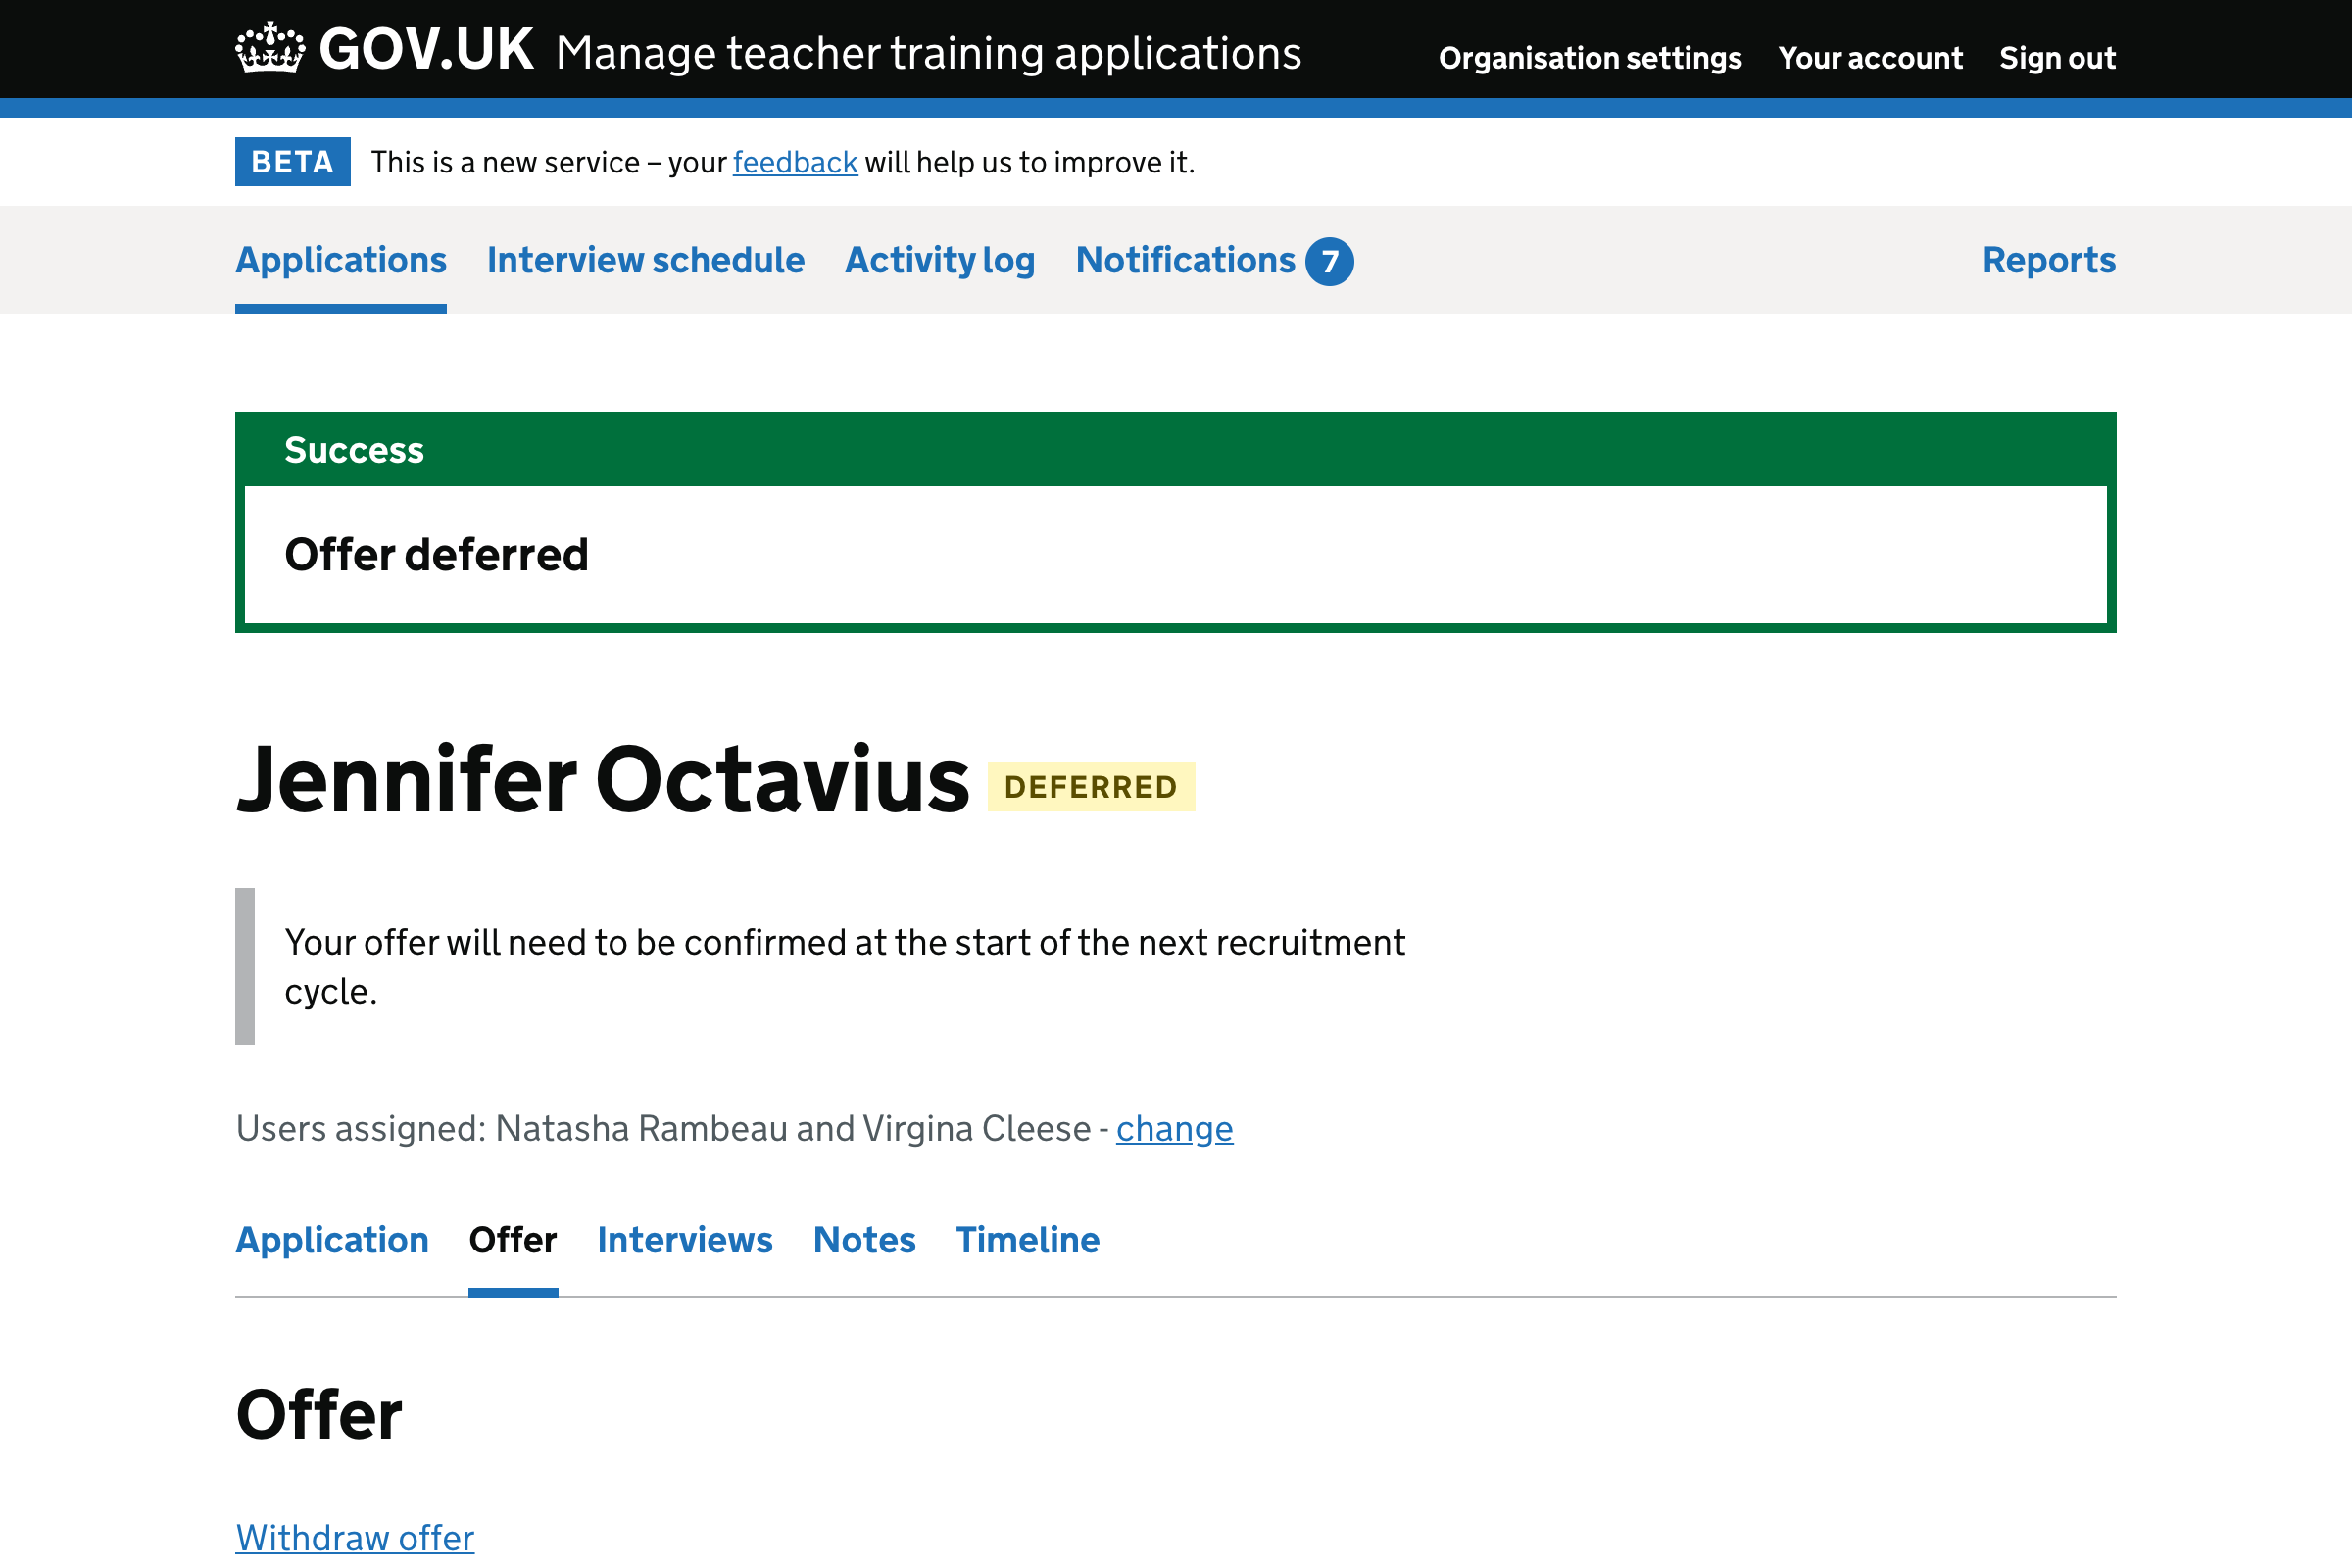 GOV.UK Manage teacher training applications Organisation settings Your account Sign out
BETA This is a new service – your feedback will help us to improve it.
Applications Interview schedule Activity log Notifications 7 Reports
Success
Offer deferred
Jennifer Octavius DEFERRED
Your offer will need to be confirmed at the start of the next recruitment
cycle.
Users assigned: Natasha Rambeau and Virgina Cleese - change
Application Offer Interviews Notes Timeline
Offer
Withdraw offer